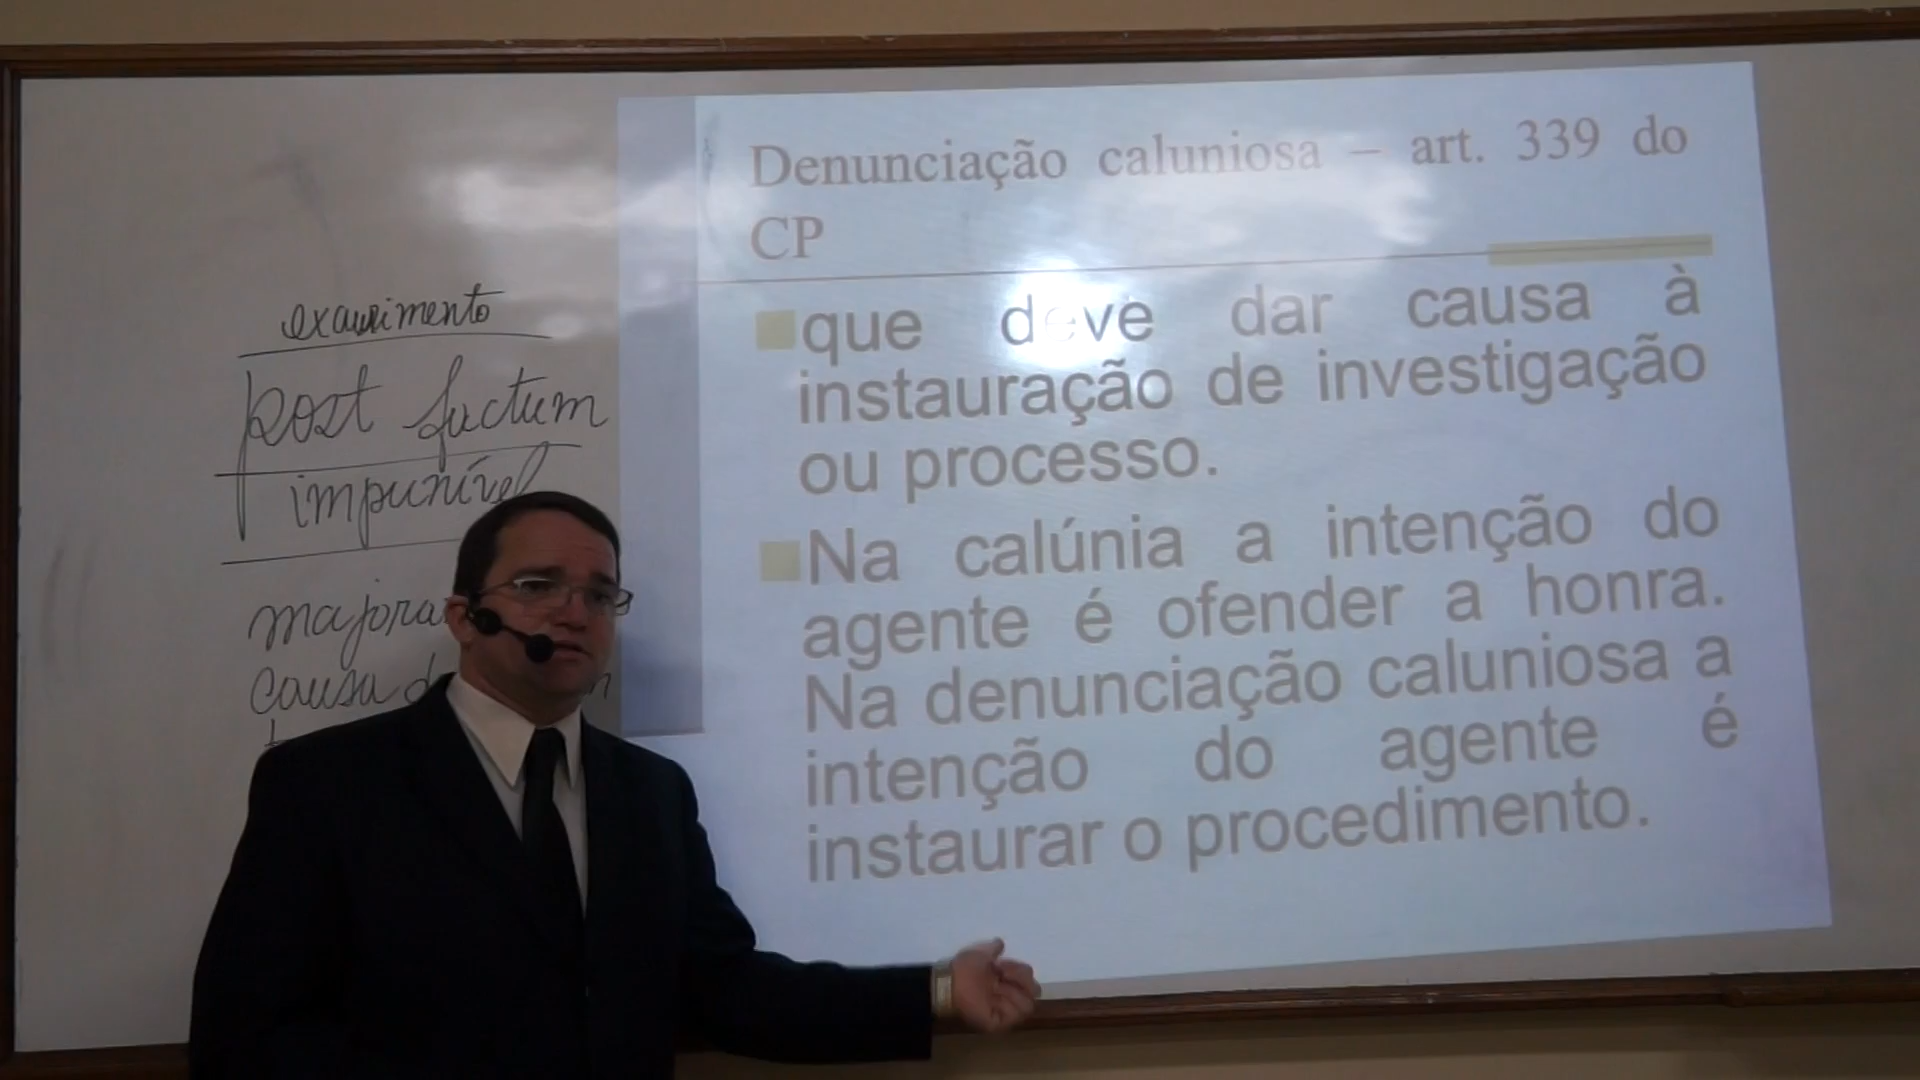 exaurimento
post factum
impunível
causa
Denunciação caluniosa – art. 339 do
CP
que deve dar causa à
instauração de investigação
ou processo.
Na calúnia a intenção do
agente é ofender a honra.
Na denunciação caluniosa a
intenção do agente é
instaurar o procedimento.